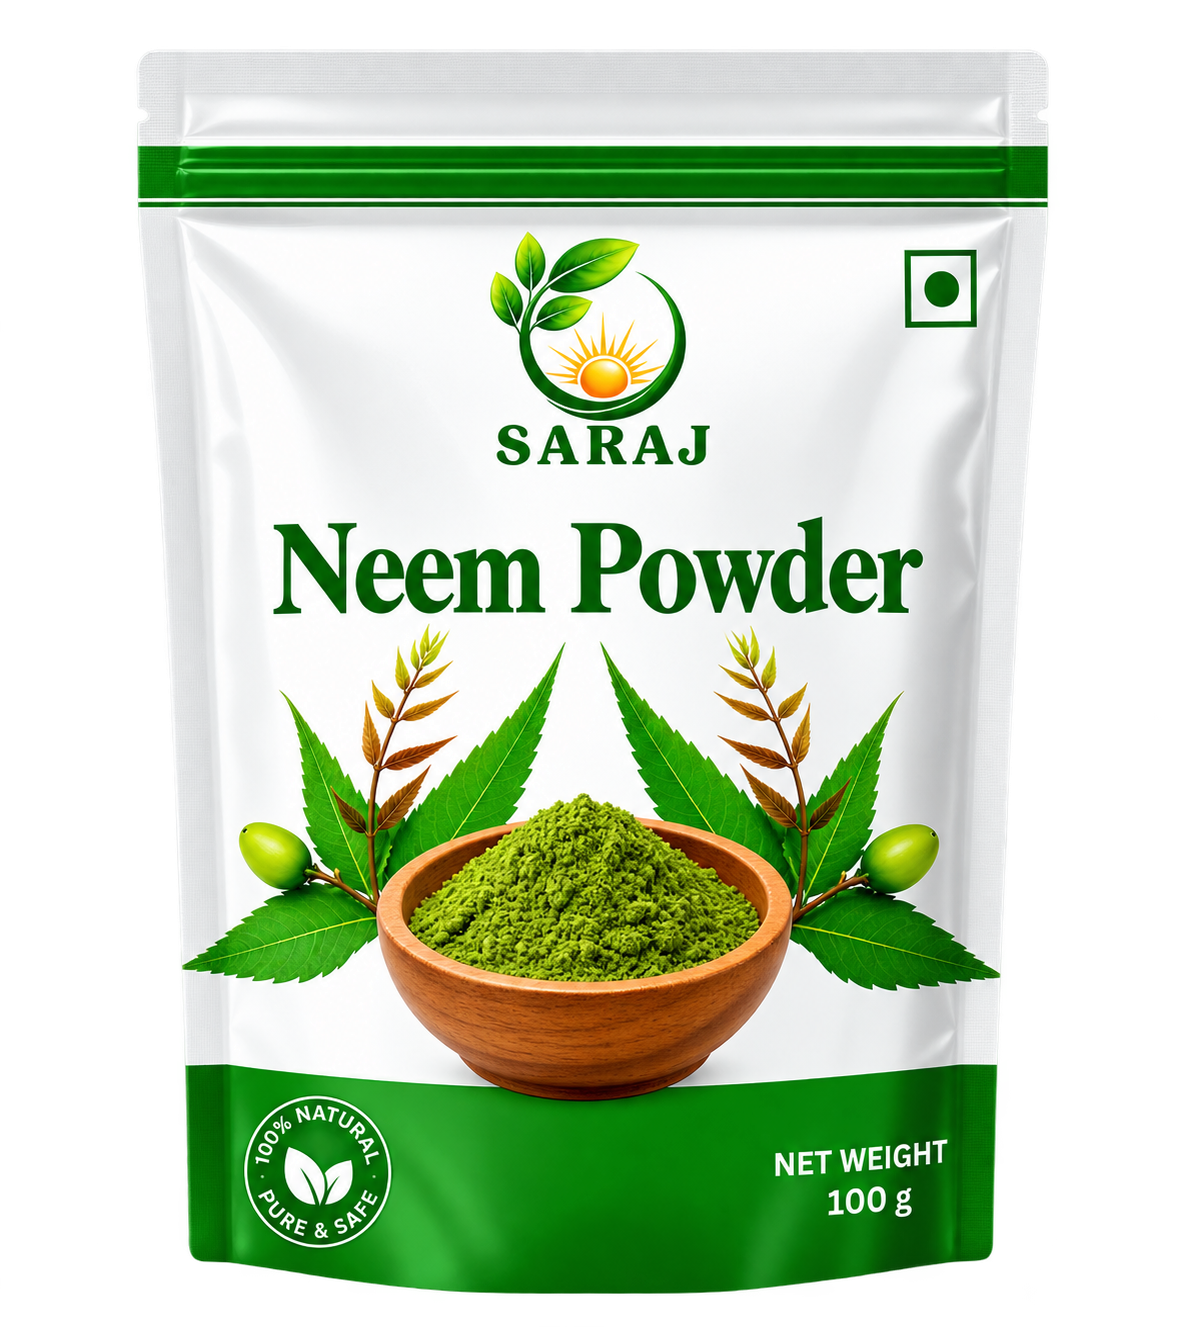 SARAJ
Neem Powder
100% NATURAL
PURE & SAFE
NET WEIGHT
100 g